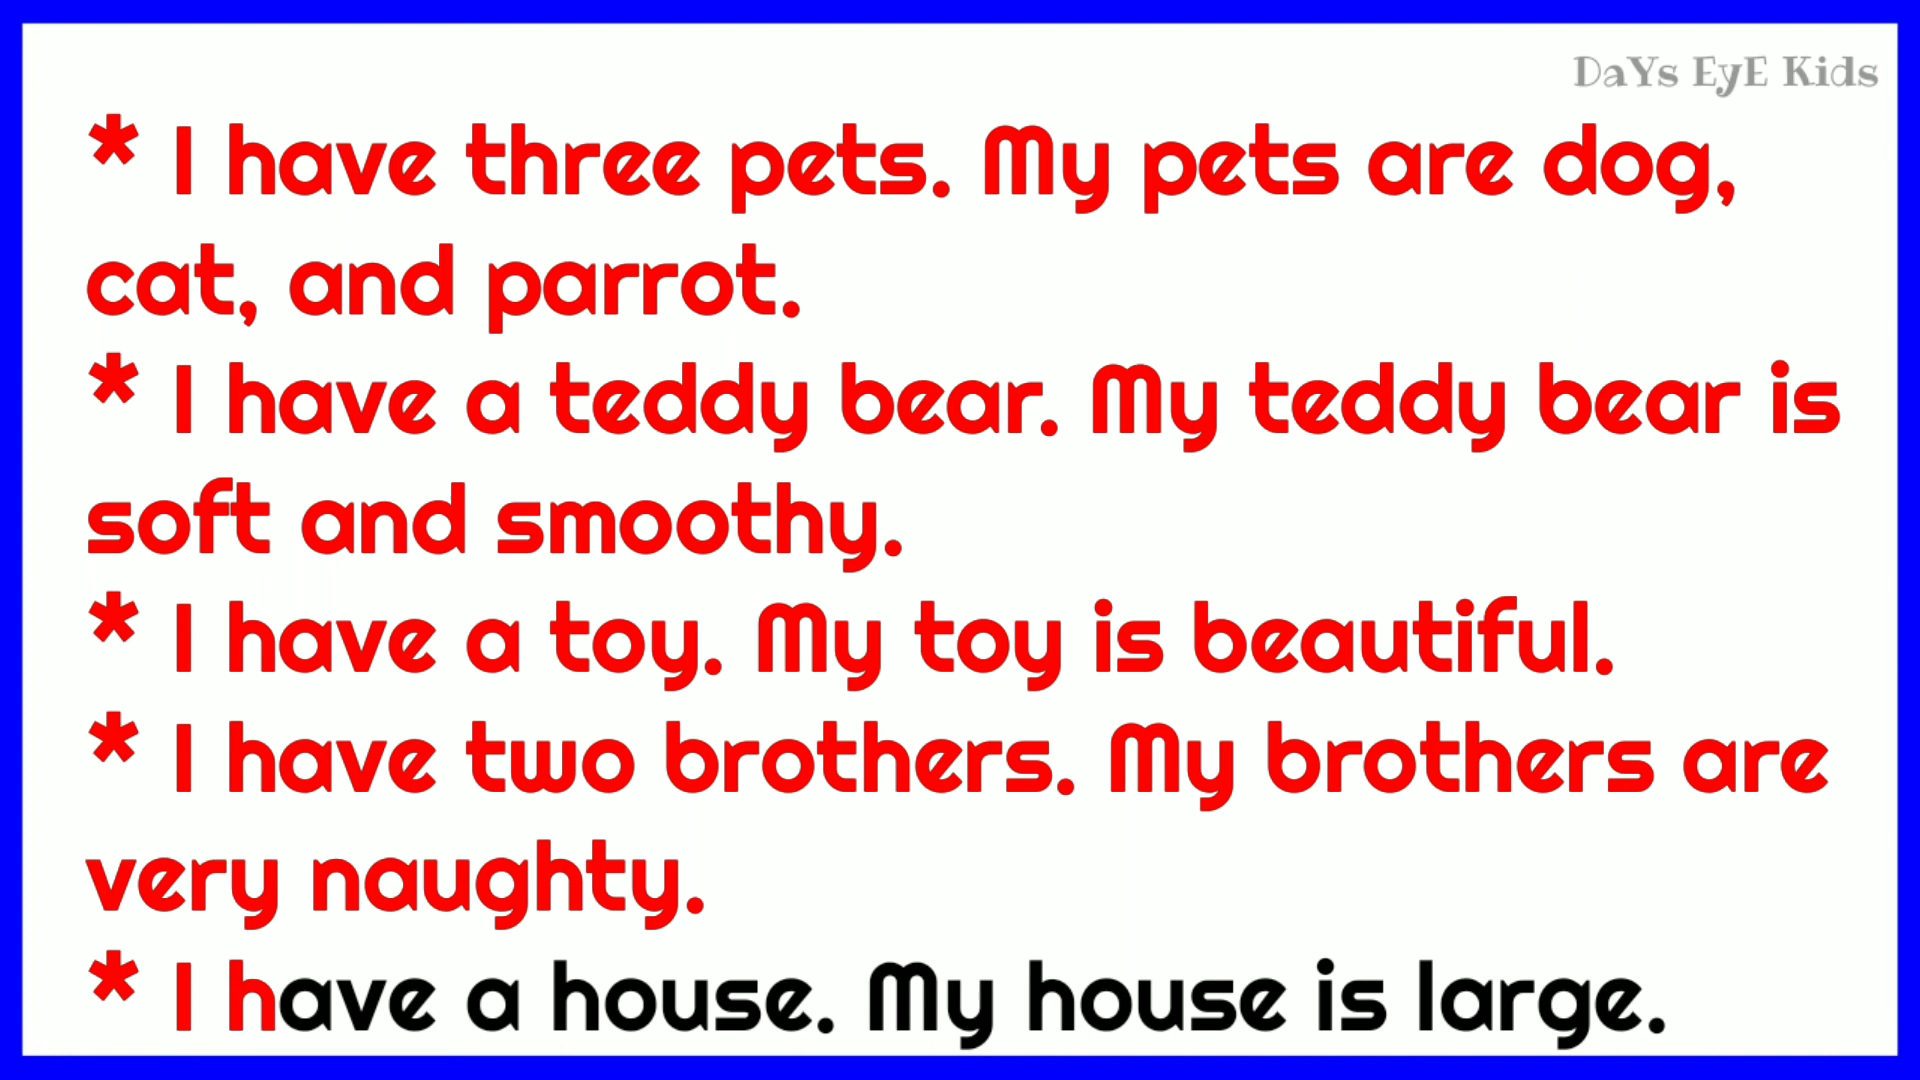 DaYs EyE Kids
* I have three pets. My pets are dog,
cat, and parrot.
* I have a teddy bear. My teddy bear is
soft and smoothy.
* I have a toy. My toy is beautiful.
* I have two brothers. My brothers are
very naughty.
* I have a house. My house is large.